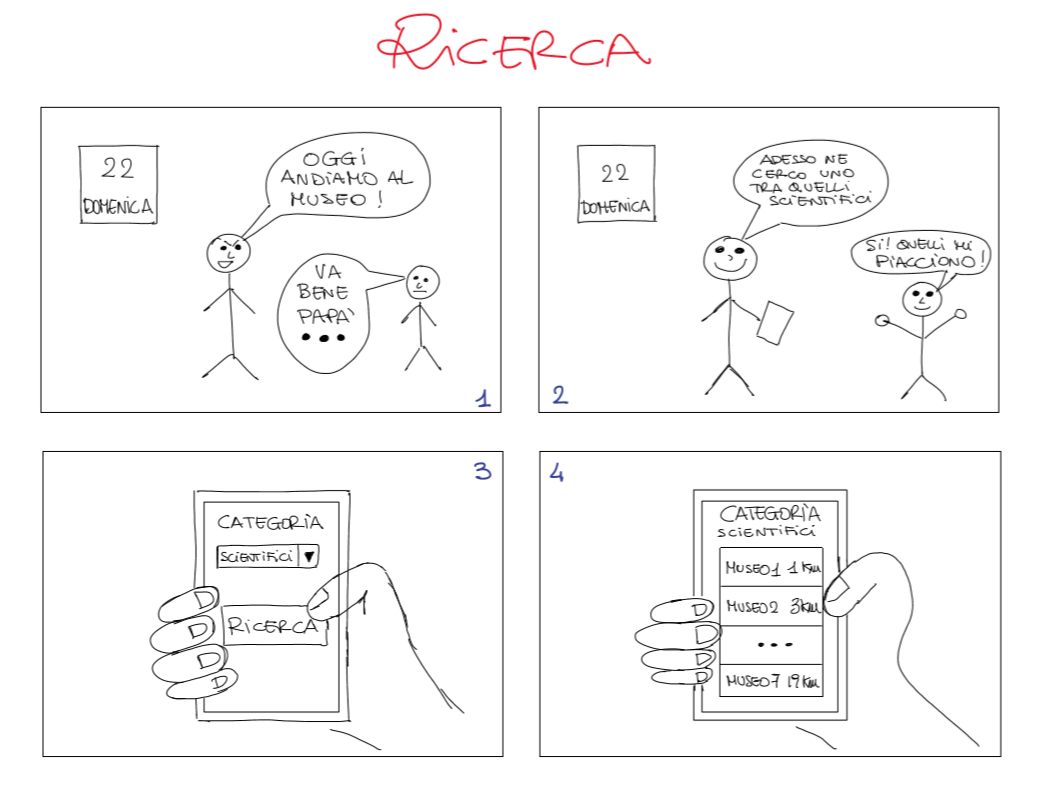 RiCERCA
22
DOMENiCA
OGGi
ANDiAMO AL
MUSEO !
VA
BENE
PAPA'
...
1
22
DOMENiCA
ADESSO NE
CERCO UNO
TRA QUELLi
SCiENTiFiCi
Si! QUELLi Mi
PiACCiONO!
2
3
CATEGORiA
SCiENTiFiCi ▼
RiCERCA
4
CATEGORiA
SCiENTiFiCi
MUSEO1 1 Km
MUSEO2 3Km
...
MUSEO7 19 Km